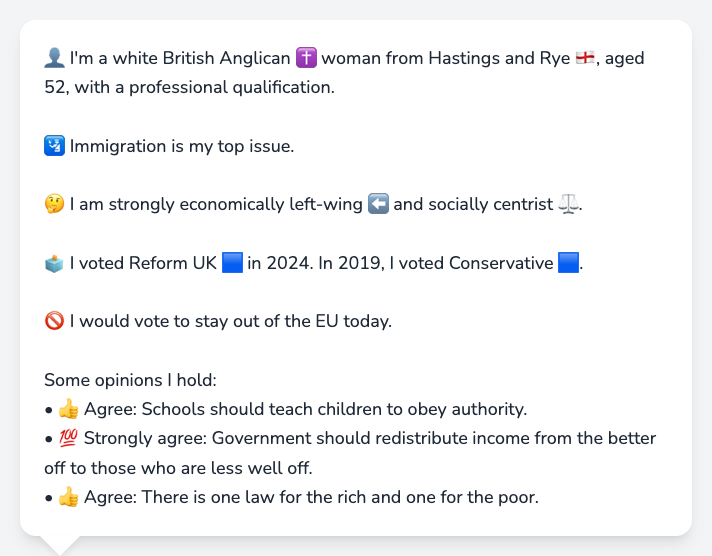 👤 I'm a white British Anglican ✝️ woman from Hastings and Rye 🏴󠁧󠁢󠁥󠁮󠁧󠁿, aged
52, with a professional qualification.
🛂 Immigration is my top issue.
🤔 I am strongly economically left-wing ⬅️ and socially centrist ⚖️.
🗳️ I voted Reform UK 🟦 in 2024. In 2019, I voted Conservative 🟦.
🚫 I would vote to stay out of the EU today.
Some opinions I hold:
• 👍 Agree: Schools should teach children to obey authority.
• 💯 Strongly agree: Government should redistribute income from the better
off to those who are less well off.
• 👍 Agree: There is one law for the rich and one for the poor.